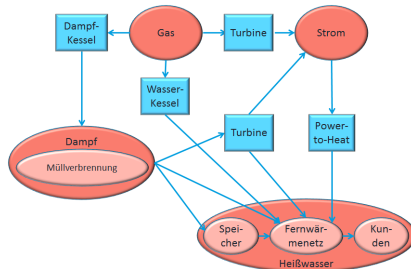 Dampf-
Kessel
Gas
Turbine
Strom
Wasser-
Kessel
Turbine
Power-
to-Heat
Dampf
Müllverbrennung
Spei-
cher
Fernwär-
menetz
Kun-
den
Heißwasser